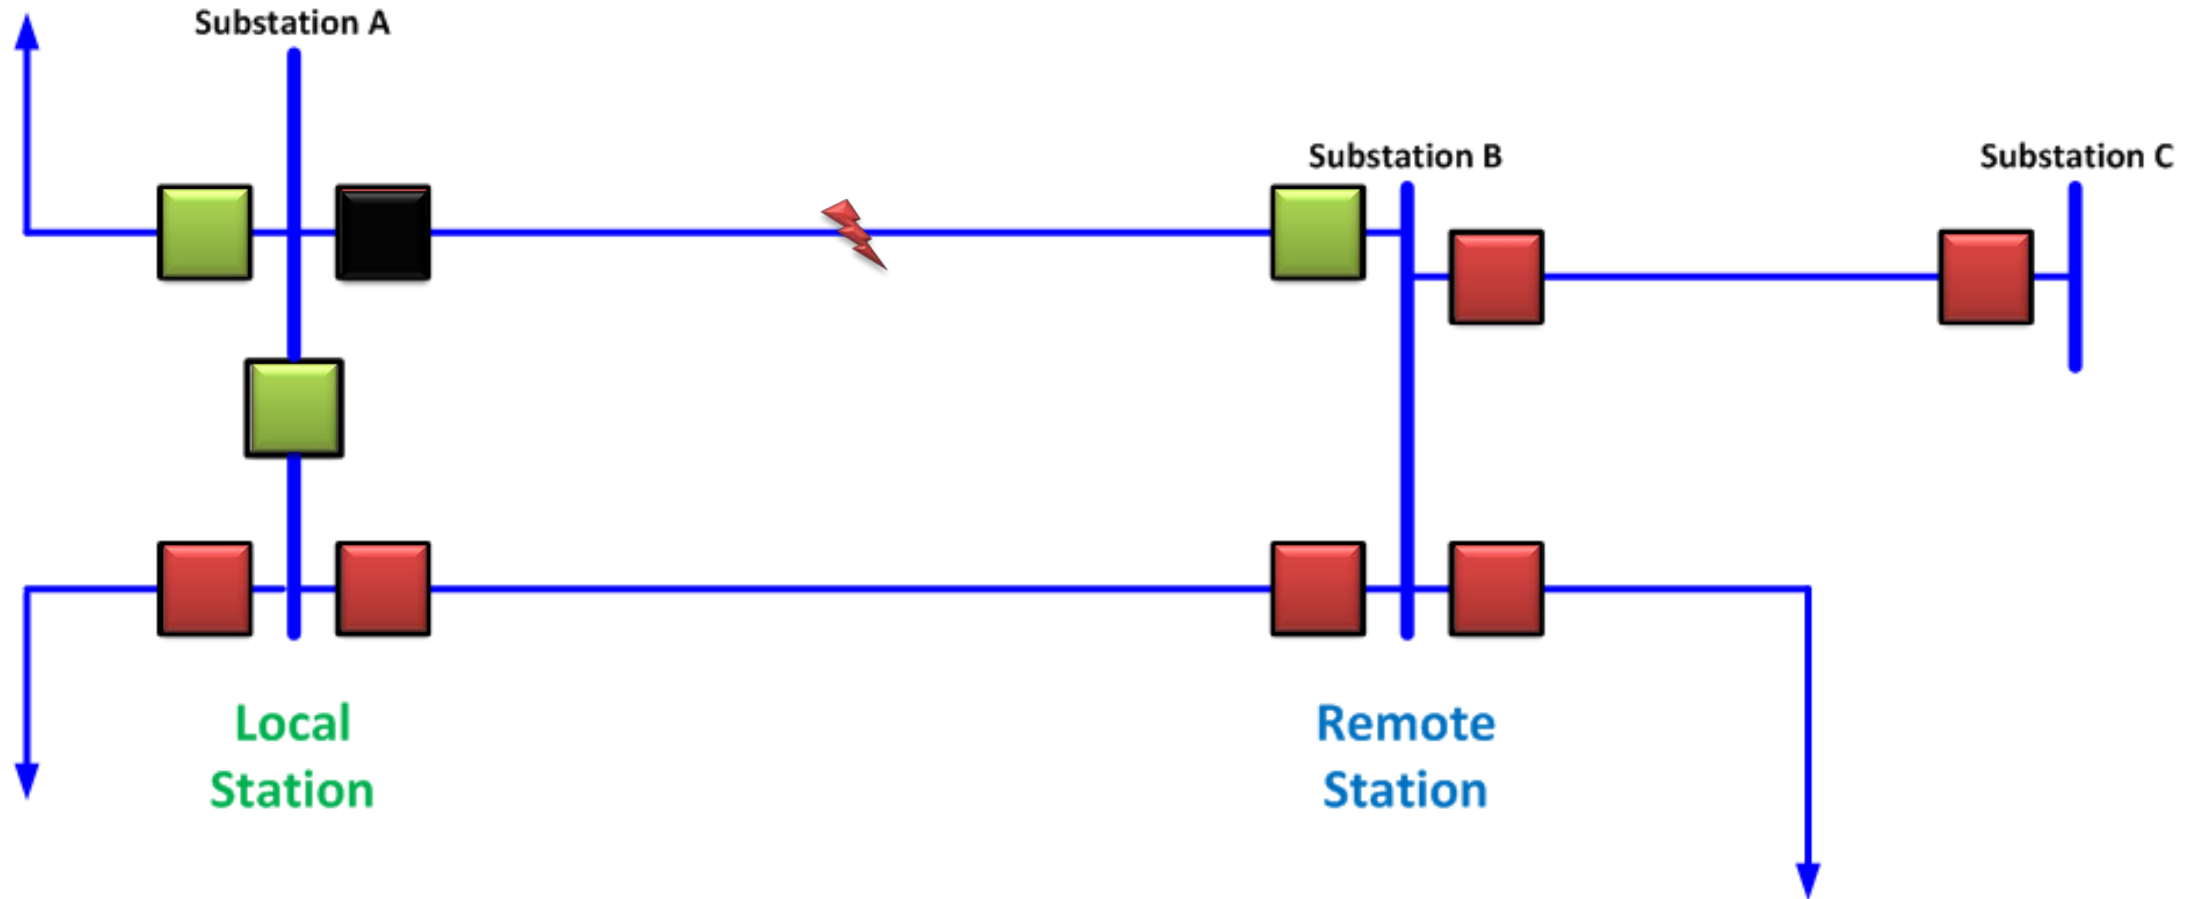 Substation A
Substation B
Substation C
Local
Station
Remote
Station